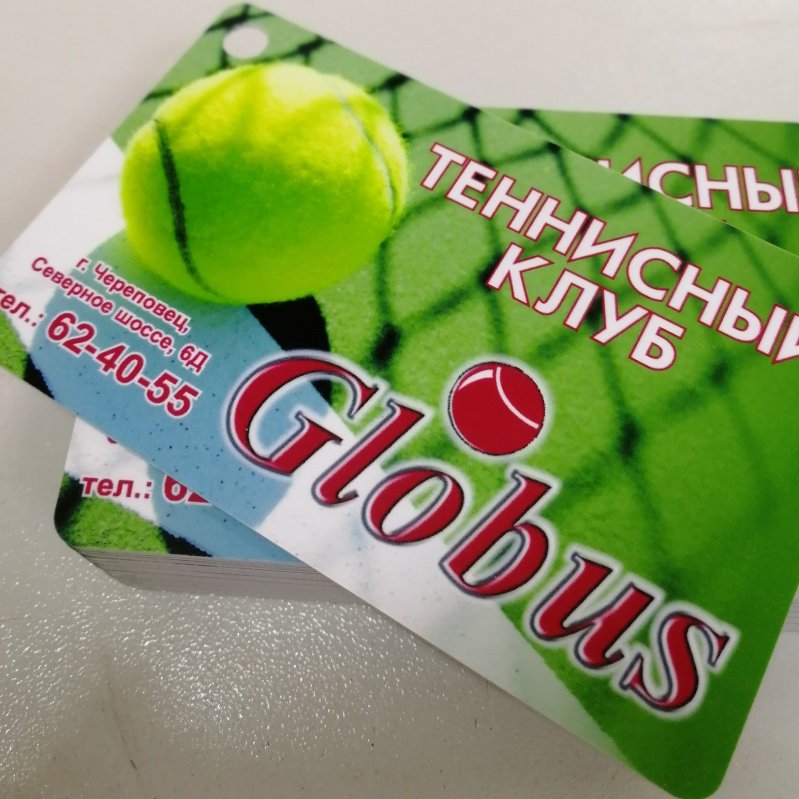 ТЕННИСНЫЙ
КЛУБ
г. Череповец,
Северное шоссе, 6д
тел.: 62-40-55
Globus
тел.: